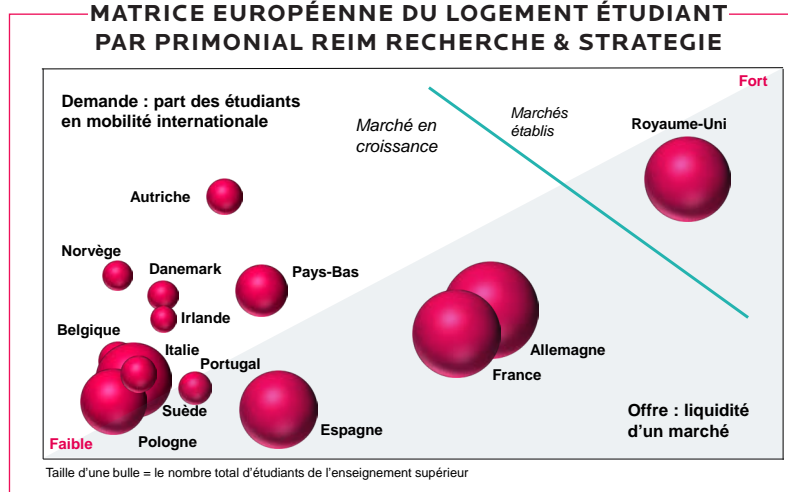 MATRICE EUROPÉENNE DU LOGEMENT ÉTUDIANT
PAR PRIMONIAL REIM RECHERCHE & STRATEGIE
Fort
Demande : part des étudiants
en mobilité internationale
Marché en
croissance
Marchés
établis
Royaume-Uni
Autriche
Norvège
Danemark
Pays-Bas
Irlande
Belgique
Italie
Portugal
Allemagne
France
Suède
Espagne
Pologne
Offre : liquidité
d'un marché
Faible
Taille d'une bulle = le nombre total d'étudiants de l'enseignement supérieur